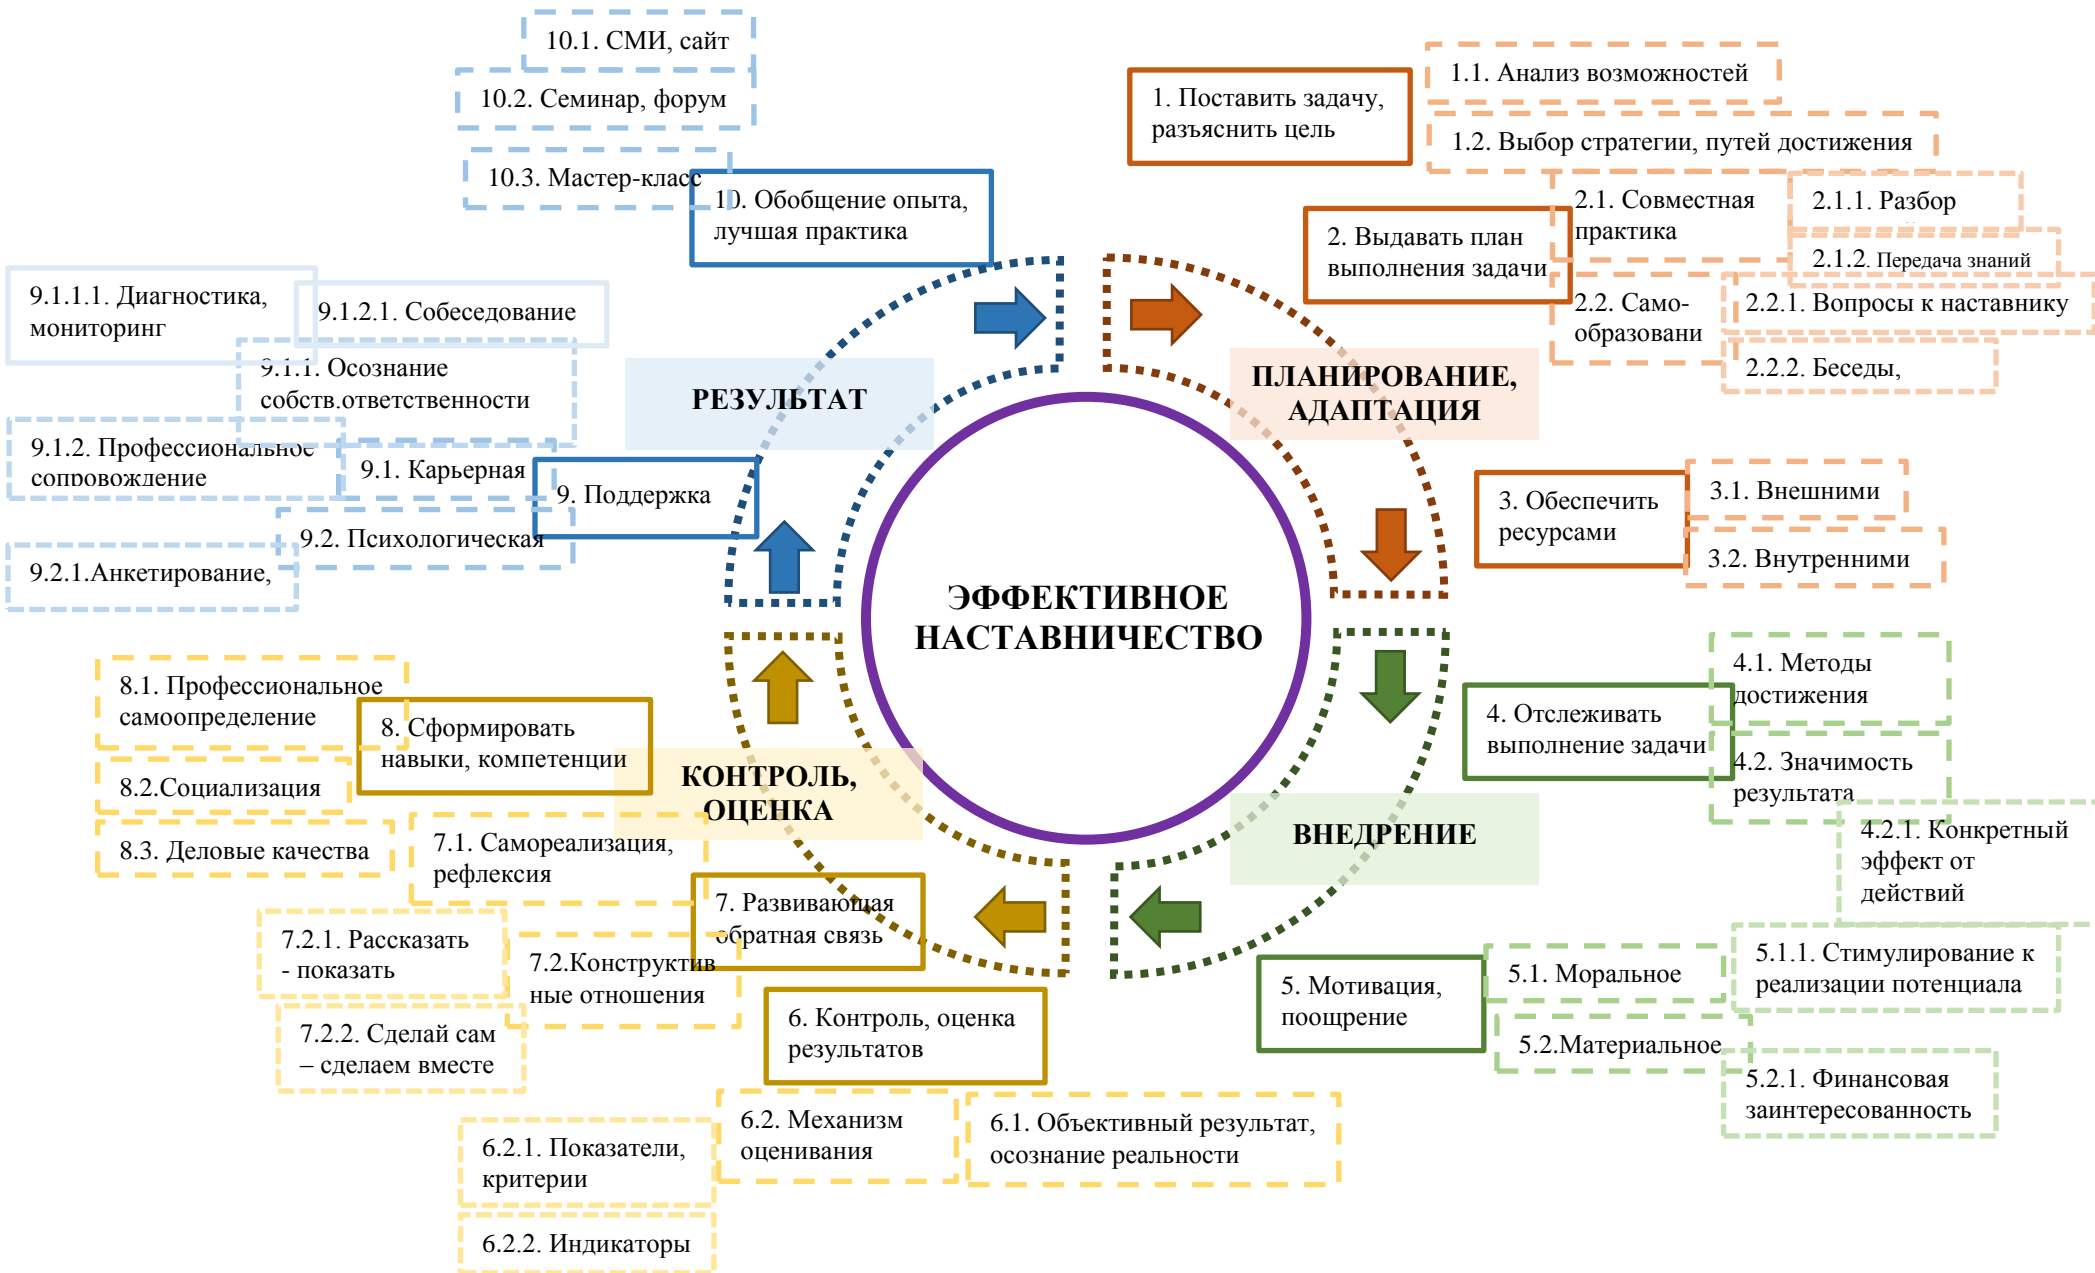 ЭФФЕКТИВНОЕ
НАСТАВНИЧЕСТВО
ПЛАНИРОВАНИЕ,
АДАПТАЦИЯ
1. Поставить задачу,
разъяснить цель
1.1. Анализ возможностей
1.2. Выбор стратегии, путей достижения
2. Выдавать план
выполнения задачи
2.1. Совместная
практика
2.1.1. Разбор
2.1.2. Передача знаний
2.2. Само-
образовани
2.2.1. Вопросы к наставнику
2.2.2. Беседы,
3. Обеспечить
ресурсами
3.1. Внешними
3.2. Внутренними
ВНЕДРЕНИЕ
4. Отслеживать
выполнение задачи
4.1. Методы
достижения
4.2. Значимость
результата
4.2.1. Конкретный
эффект от
действий
5. Мотивация,
поощрение
5.1. Моральное
5.1.1. Стимулирование к
реализации потенциала
5.2.Материальное
5.2.1. Финансовая
заинтересованность
КОНТРОЛЬ,
ОЦЕНКА
6. Контроль, оценка
результатов
6.1. Объективный результат,
осознание реальности
6.2. Механизм
оценивания
6.2.1. Показатели,
критерии
6.2.2. Индикаторы
7. Развивающая
обратная связь
7.1. Самореализация,
рефлексия
7.2.Конструктив
ные отношения
7.2.1. Рассказать
- показать
7.2.2. Сделай сам
– сделаем вместе
8. Сформировать
навыки, компетенции
8.1. Профессиональное
самоопределение
8.2.Социализация
8.3. Деловые качества
РЕЗУЛЬТАТ
9. Поддержка
9.1. Карьерная
9.1.1. Осознание
собств.ответственности
9.1.1.1. Диагностика,
мониторинг
9.1.2. Профессиональное
сопровождение
9.1.2.1. Собеседование
9.2. Психологическая
9.2.1.Анкетирование,
10. Обобщение опыта,
лучшая практика
10.1. СМИ, сайт
10.2. Семинар, форум
10.3. Мастер-класс